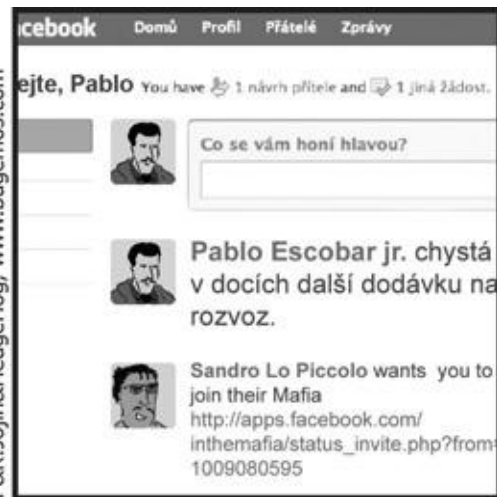 acebook Domů Profil Přátelé Zprávy
ejte, Pablo You have 1 návrh přítele and 1 jiná žádost.
Co se vám honí hlavou?
Pablo Escobar jr. chystá
v docích další dodávku na
rozvoz.
Sandro Lo Piccolo wants you to
join their Mafia
http://apps.facebook.com/
inthemafia/status_invite.php?from=
1009080595